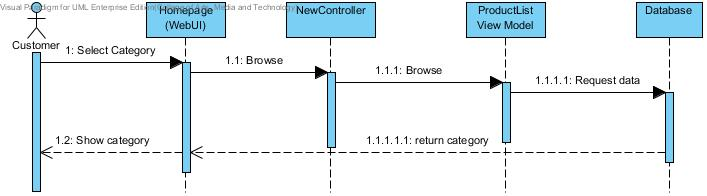 Visual Paradigm for UML Enterprise Edition
Media and Technology
Homepage
(WebUI)
NewController
ProductList
View Model
Database
Customer
1: Select Category
1.1: Browse
1.1.1: Browse
1.1.1.1: Request data
1.2: Show category
1.1.1.1.1: return category